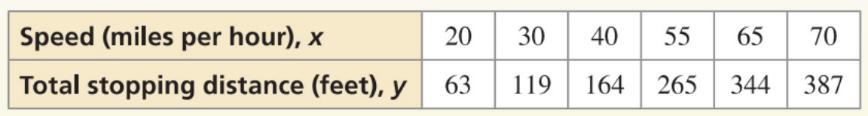 Speed (miles per hour), x 20 30 40 55 65 70
Total stopping distance (feet), y 63 119 164 265 344 387